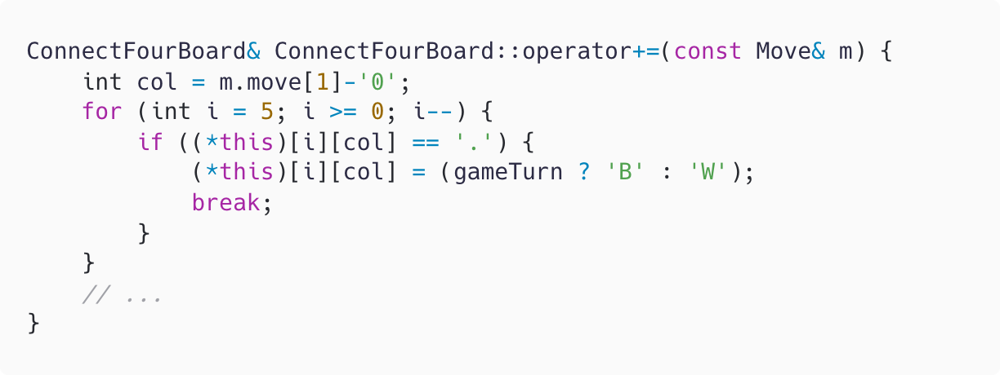 ConnectFourBoard& ConnectFourBoard::operator+=(const Move& m) {
    int col = m.move[1]-'0';
    for (int i = 5; i >= 0; i--) {
        if ((*this)[i][col] == '.') {
            (*this)[i][col] = (gameTurn ? 'B' : 'W');
            break;
        }
    }
    // ...
}